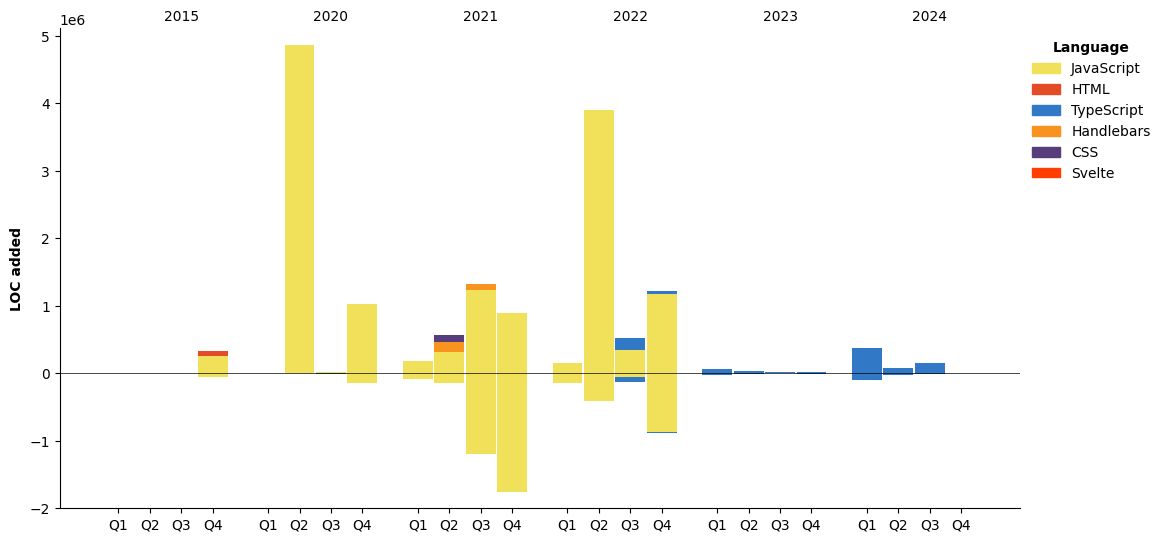 1e6
2015 2020 2021 2022 2023 2024
Language
JavaScript
HTML
TypeScript
Handlebars
CSS
Svelte
LOC added
5
4
3
2
1
0
−1
−2
Q1 Q2 Q3 Q4 Q1 Q2 Q3 Q4 Q1 Q2 Q3 Q4 Q1 Q2 Q3 Q4 Q1 Q2 Q3 Q4 Q1 Q2 Q3 Q4